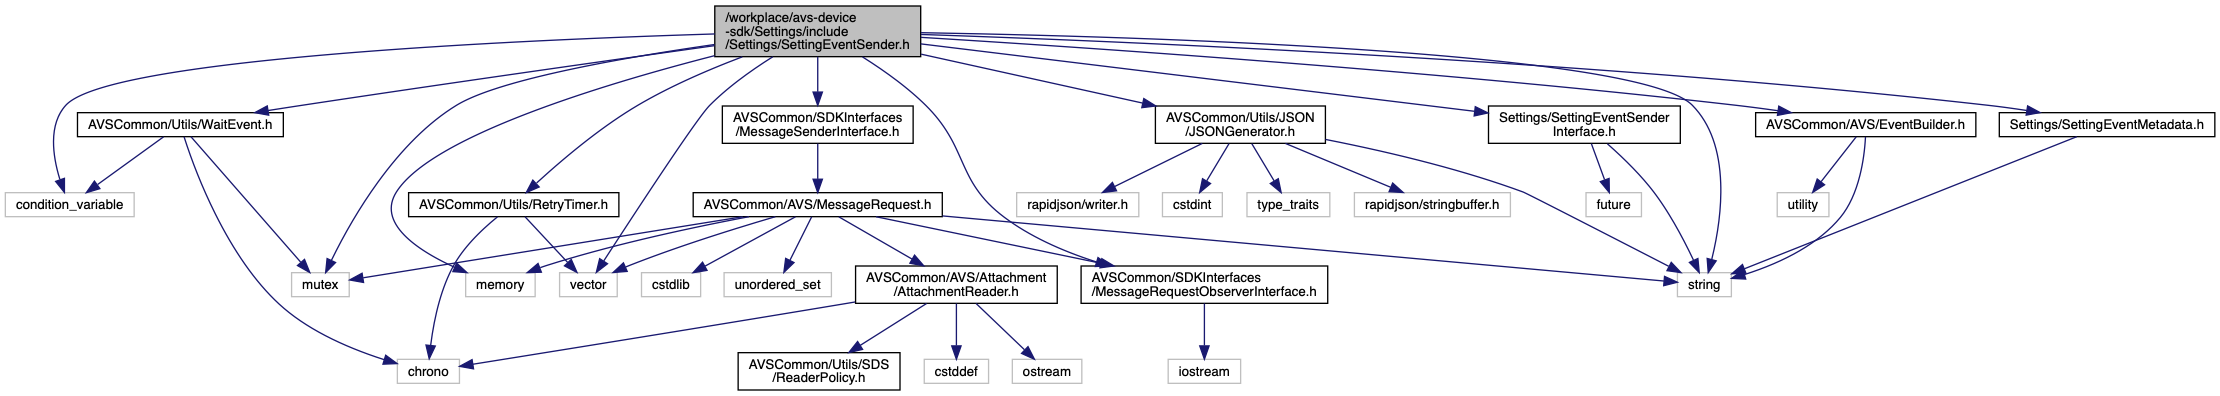 /workplace/avs-device
-sdk/Settings/include
/Settings/SettingEventSender.h
AVSCommon/Utils/WaitEvent.h
AVSCommon/SDKInterfaces
/MessageSenderInterface.h
AVSCommon/Utils/JSON
/JSONGenerator.h
Settings/SettingEventSender
Interface.h
AVSCommon/AVS/EventBuilder.h
Settings/SettingEventMetadata.h
condition_variable
AVSCommon/Utils/RetryTimer.h
AVSCommon/AVS/MessageRequest.h
rapidjson/writer.h
cstdint
type_traits
rapidjson/stringbuffer.h
future
utility
mutex
memory
vector
cstdlib
unordered_set
AVSCommon/AVS/Attachment
/AttachmentReader.h
AVSCommon/SDKInterfaces
/MessageRequestObserverInterface.h
string
chrono
AVSCommon/Utils/SDS
/ReaderPolicy.h
cstddef
ostream
iostream